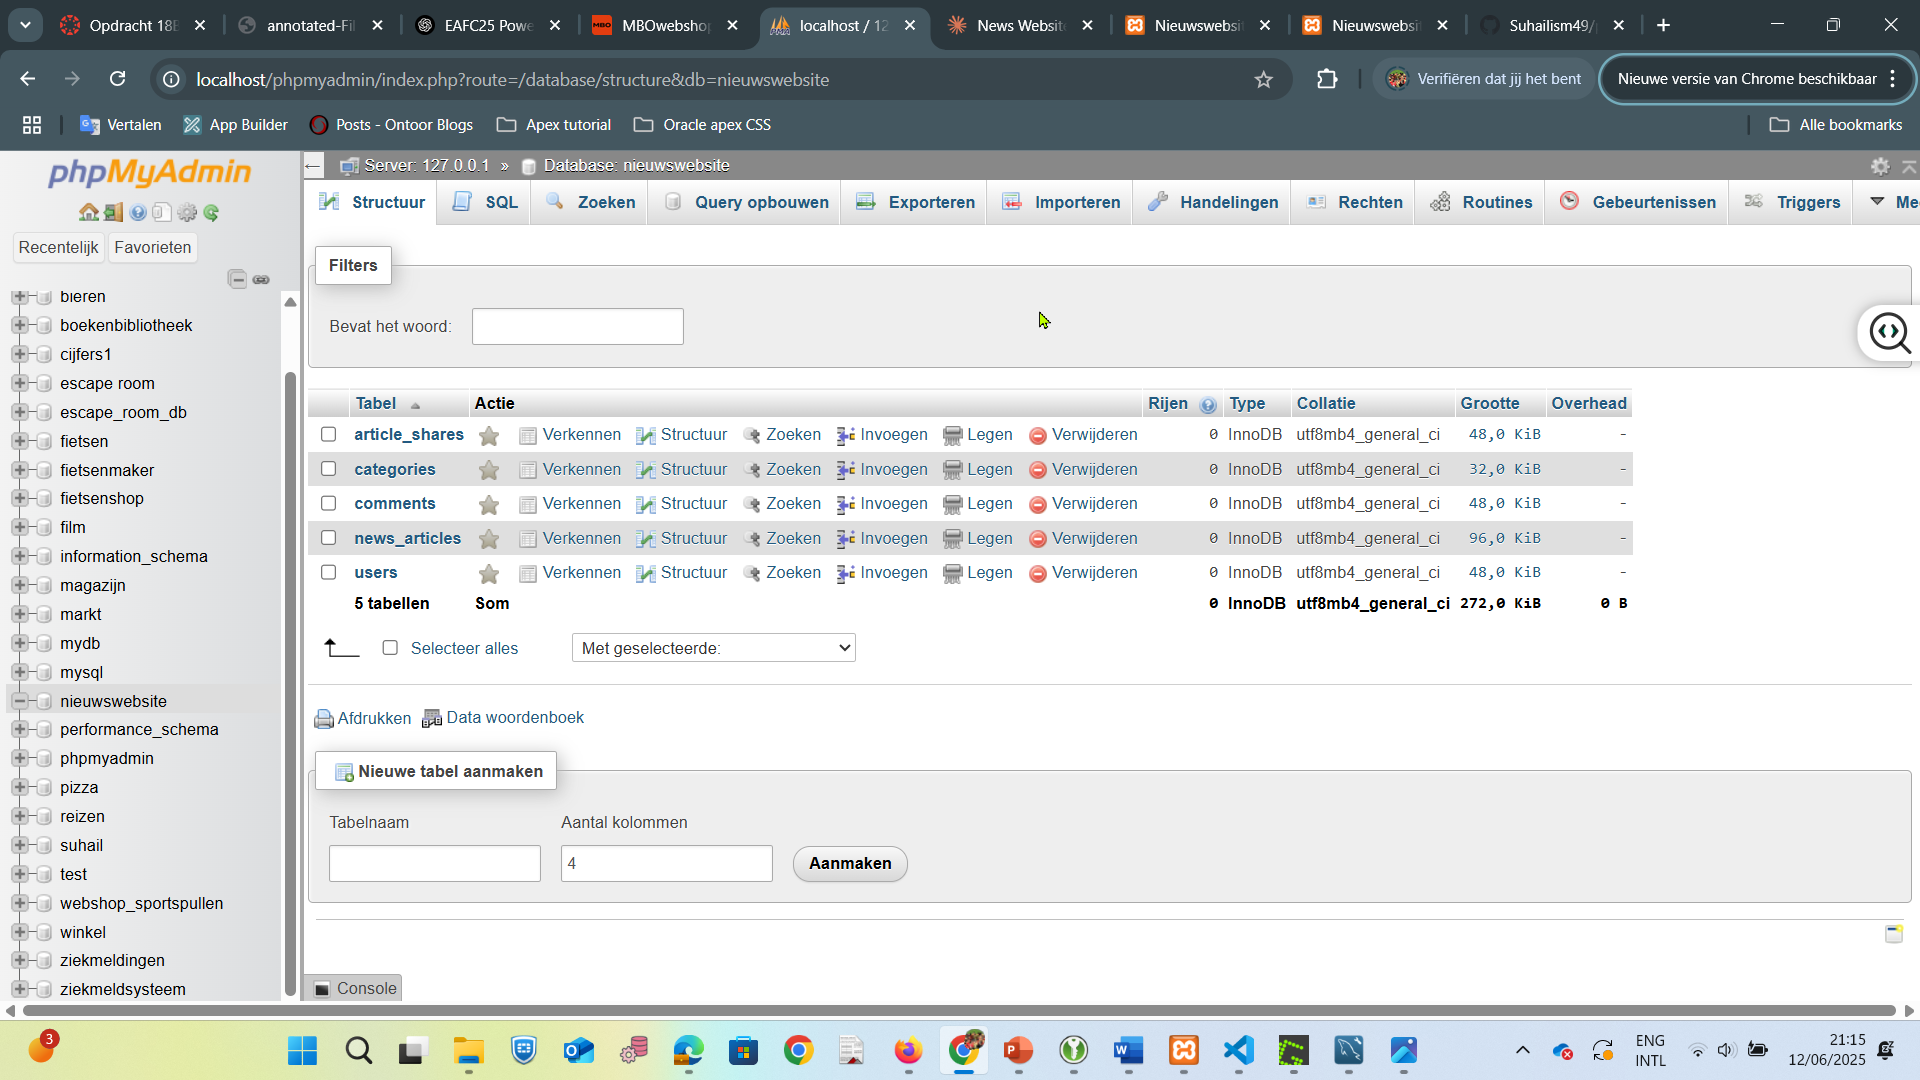 Opdracht 18E
annotated-Fil
EAFC25 Powe
MBOwebshop
localhost / 12
News Website
Nieuwswebsit
Nieuwswebsit
Suhailism49/p
localhost/phpmyadmin/index.php?route=/database/structure&db=nieuwswebsite
Verifiëren dat jij het bent
Nieuwe versie van Chrome beschikbaar
Vertalen
App Builder
Posts - Ontoor Blogs
Apex tutorial
Oracle apex CSS
Alle bookmarks
phpMyAdmin
Recentelijk
Favorieten
bieren
boekenbibliotheek
cijfers1
escape room
escape_room_db
fietsen
fietsenmaker
fietsenshop
film
information_schema
magazijn
markt
mydb
mysql
nieuwswebsite
performance_schema
phpmyadmin
pizza
reizen
suhail
test
webshop_sportspullen
winkel
ziekmeldingen
ziekmeldsysteem
Server: 127.0.0.1 » Database: nieuwswebsite
Structuur SQL Zoeken Query opbouwen Exporteren Importeren Handelingen Rechten Routines Gebeurtenissen Triggers Me
Filters
Bevat het woord:
Tabel Actie Rijen Type Collatie Grootte Overhead
article_shares Verkennen Structuur Zoeken Invoegen Legen Verwijderen 0 InnoDB utf8mb4_general_ci 48,0 KiB -
categories Verkennen Structuur Zoeken Invoegen Legen Verwijderen 0 InnoDB utf8mb4_general_ci 32,0 KiB -
comments Verkennen Structuur Zoeken Invoegen Legen Verwijderen 0 InnoDB utf8mb4_general_ci 48,0 KiB -
news_articles Verkennen Structuur Zoeken Invoegen Legen Verwijderen 0 InnoDB utf8mb4_general_ci 96,0 KiB -
users Verkennen Structuur Zoeken Invoegen Legen Verwijderen 0 InnoDB utf8mb4_general_ci 48,0 KiB -
5 tabellen Som 0 InnoDB utf8mb4_general_ci 272,0 KiB 0 B
Selecteer alles
Met geselecteerde:
Afdrukken
Data woordenboek
Nieuwe tabel aanmaken
Tabelnaam
Aantal kolommen
4
Aanmaken
Console
3
ENG
INTL
21:15
12/06/2025